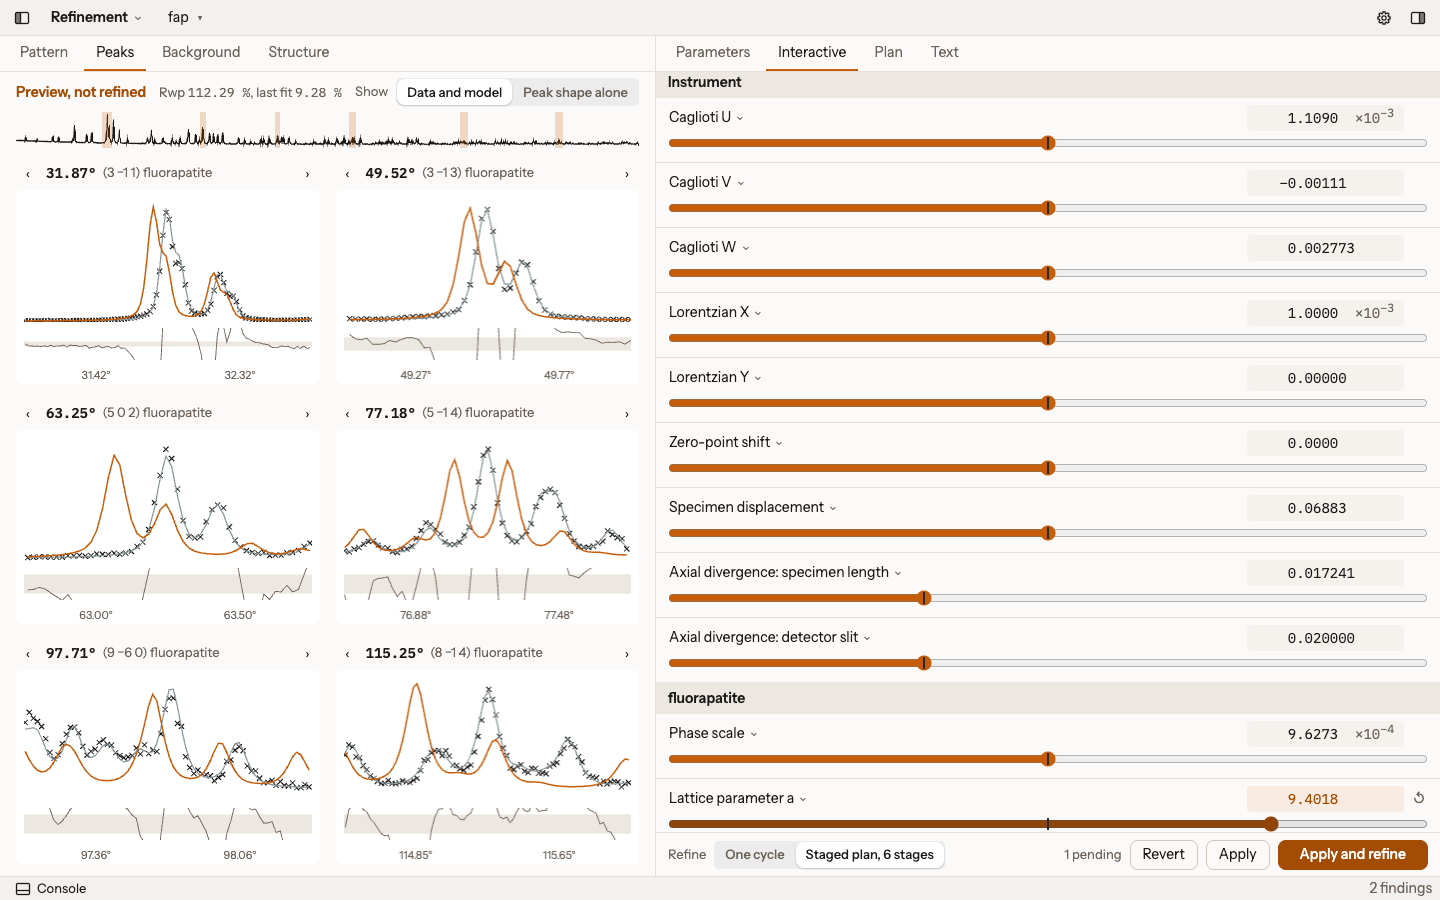 Refinement
fap
Pattern
Peaks
Background
Structure
Parameters
Interactive
Plan
Text
Preview, not refined
Rwp 112.29 %, last fit 9.28 %
Show
Data and model
Peak shape alone
31.87° (3 −1 1) fluorapatite
31.42°
32.32°
49.52° (3 −1 3) fluorapatite
49.27°
49.77°
63.25° (5 0 2) fluorapatite
63.00°
63.50°
77.18° (5 −1 4) fluorapatite
76.88°
77.48°
97.71° (9 −6 0) fluorapatite
97.36°
98.06°
115.25° (8 −1 4) fluorapatite
114.85°
115.65°
Instrument
Caglioti U
1.1090 ×10⁻³
Caglioti V
−0.00111
Caglioti W
0.002773
Lorentzian X
1.0000 ×10⁻³
Lorentzian Y
0.00000
Zero-point shift
0.0000
Specimen displacement
0.06883
Axial divergence: specimen length
0.017241
Axial divergence: detector slit
0.020000
fluorapatite
Phase scale
9.6273 ×10⁻⁴
Lattice parameter a
9.4018
Refine
One cycle
Staged plan, 6 stages
1 pending
Revert
Apply
Apply and refine
Console
2 findings